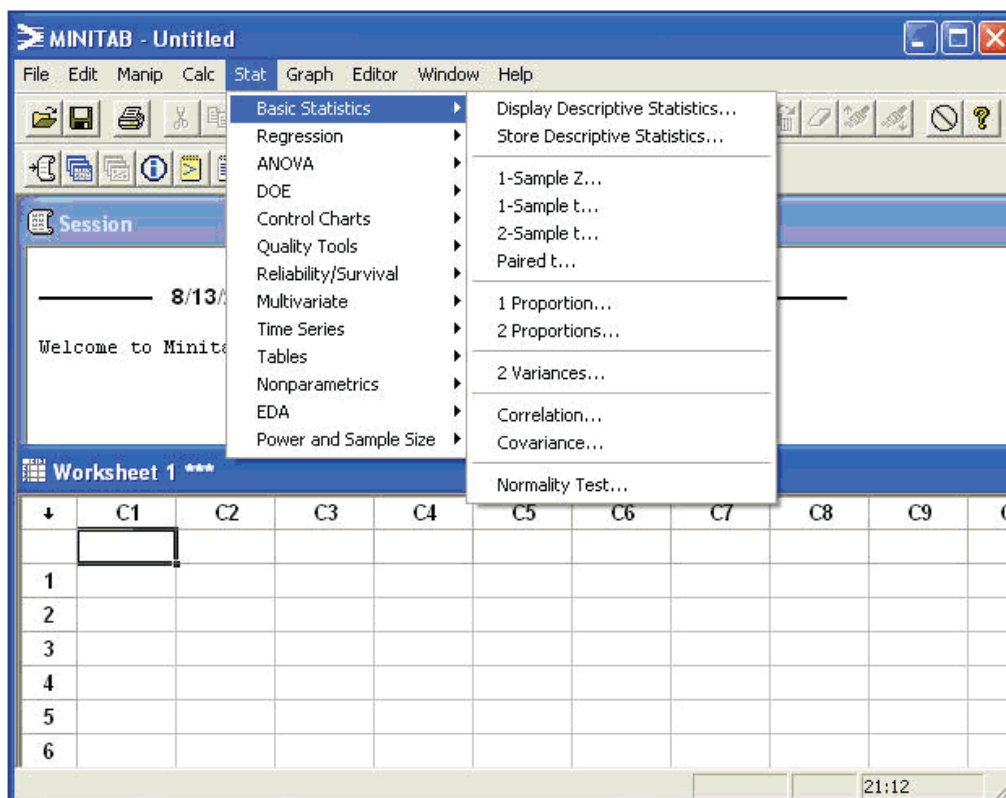 MINITAB - Untitled
File Edit Manip Calc Stat Graph Editor Window Help
Basic Statistics
Regression
ANOVA
DOE
Control Charts
Quality Tools
Reliability/Survival
Multivariate
Time Series
Tables
Nonparametrics
EDA
Power and Sample Size
Display Descriptive Statistics...
Store Descriptive Statistics...
1-Sample Z...
1-Sample t...
2-Sample t...
Paired t...
1 Proportion...
2 Proportions...
2 Variances...
Correlation...
Covariance...
Normality Test...
Session
8/13/
Welcome to
Worksheet 1 ***
C1 C2 C3 C4 C5 C6 C7 C8 C9
1
2
3
4
5
6
21:12